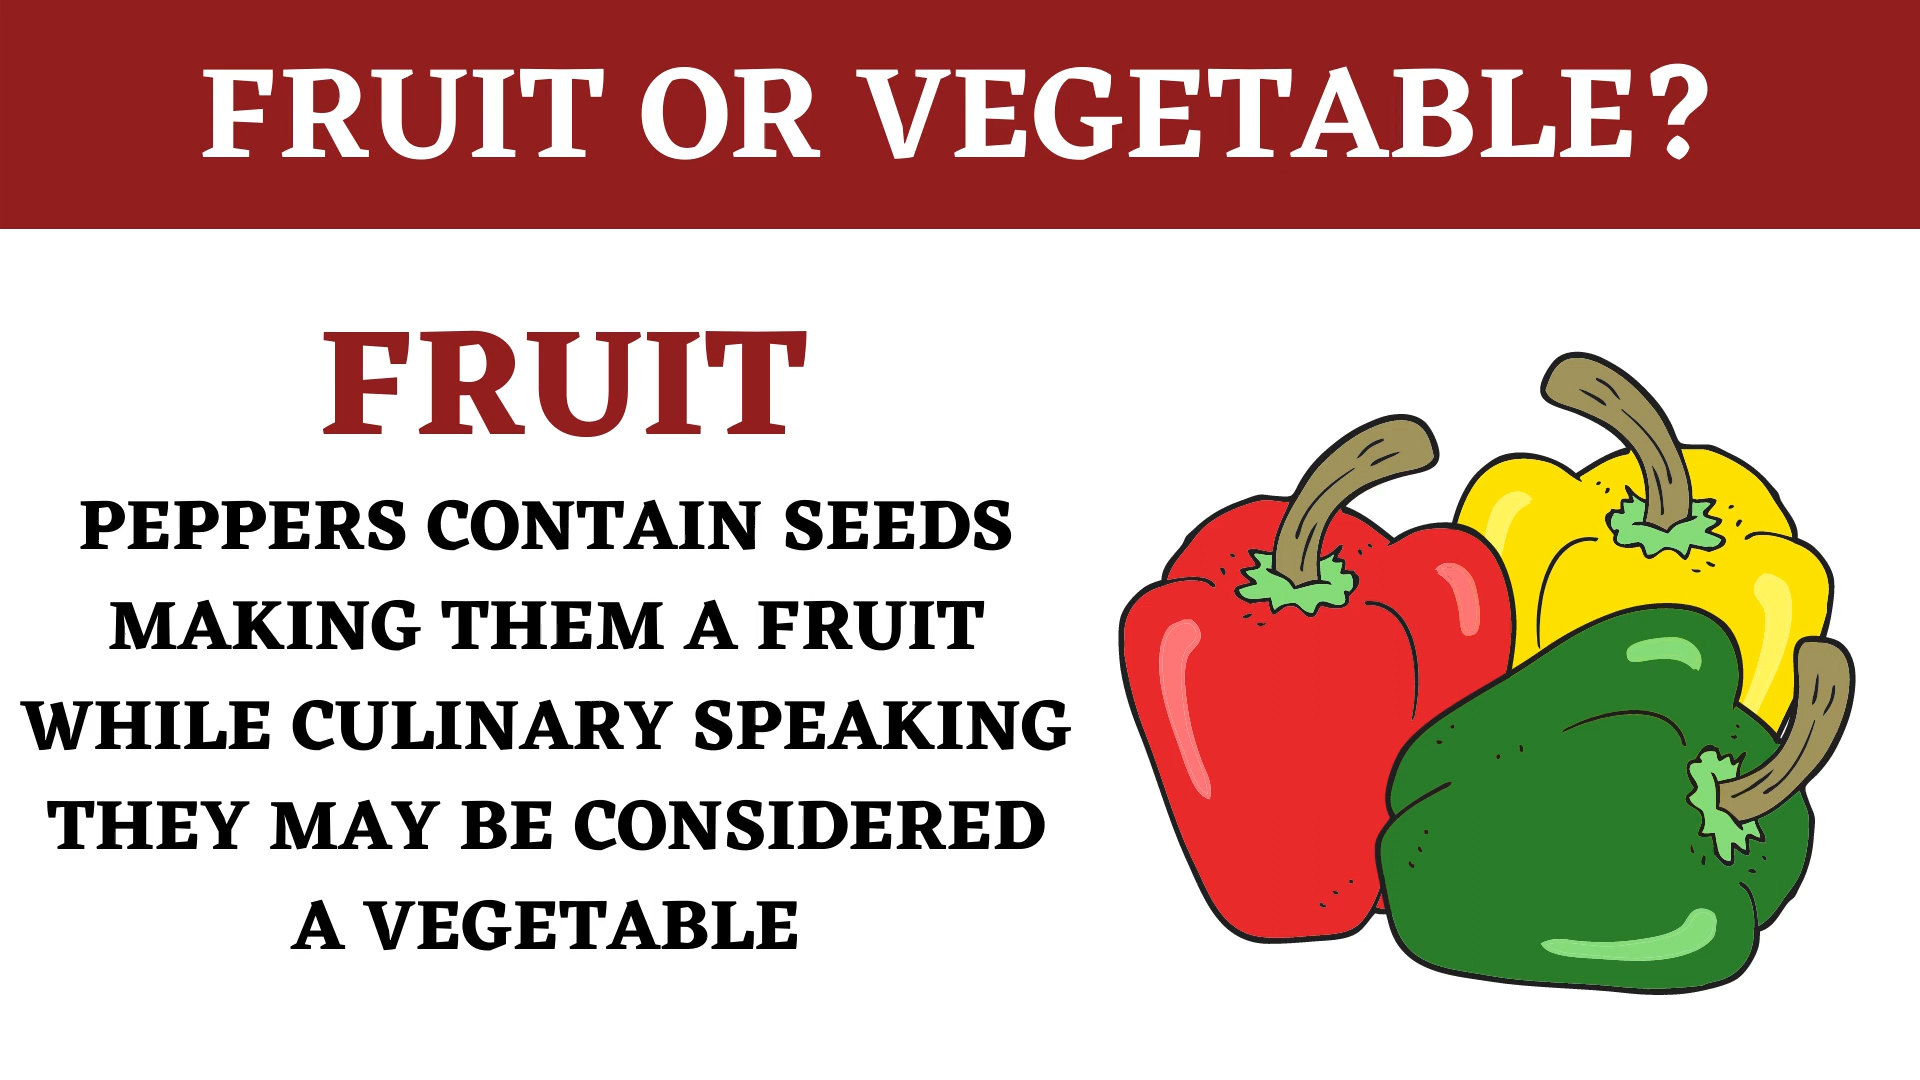 FRUIT OR VEGETABLE?
FRUIT
PEPPERS CONTAIN SEEDS
MAKING THEM A FRUIT
WHILE CULINARY SPEAKING
THEY MAY BE CONSIDERED
A VEGETABLE